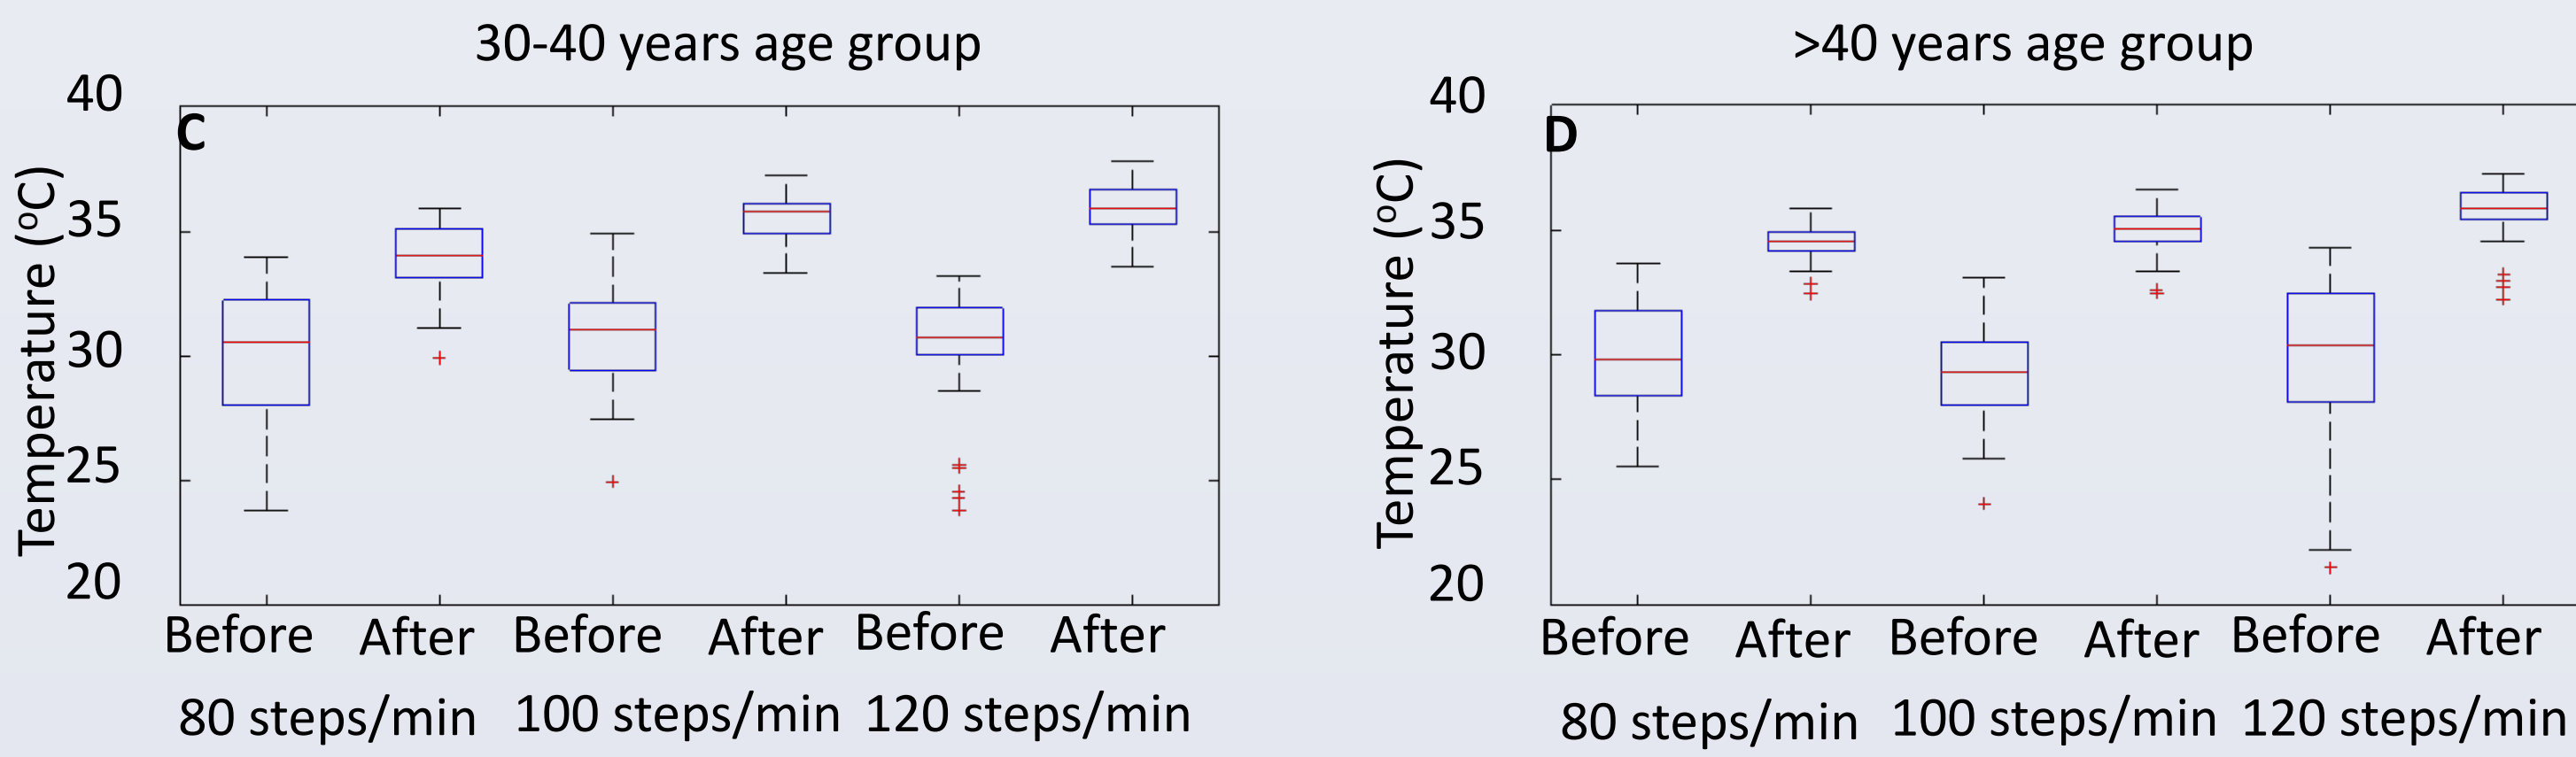 30-40 years age group
C
Temperature (ºC)
40
35
30
25
20
Before After Before After Before After
80 steps/min 100 steps/min 120 steps/min
>40 years age group
D
Temperature (ºC)
40
35
30
25
20
Before After Before After Before After
80 steps/min 100 steps/min 120 steps/min